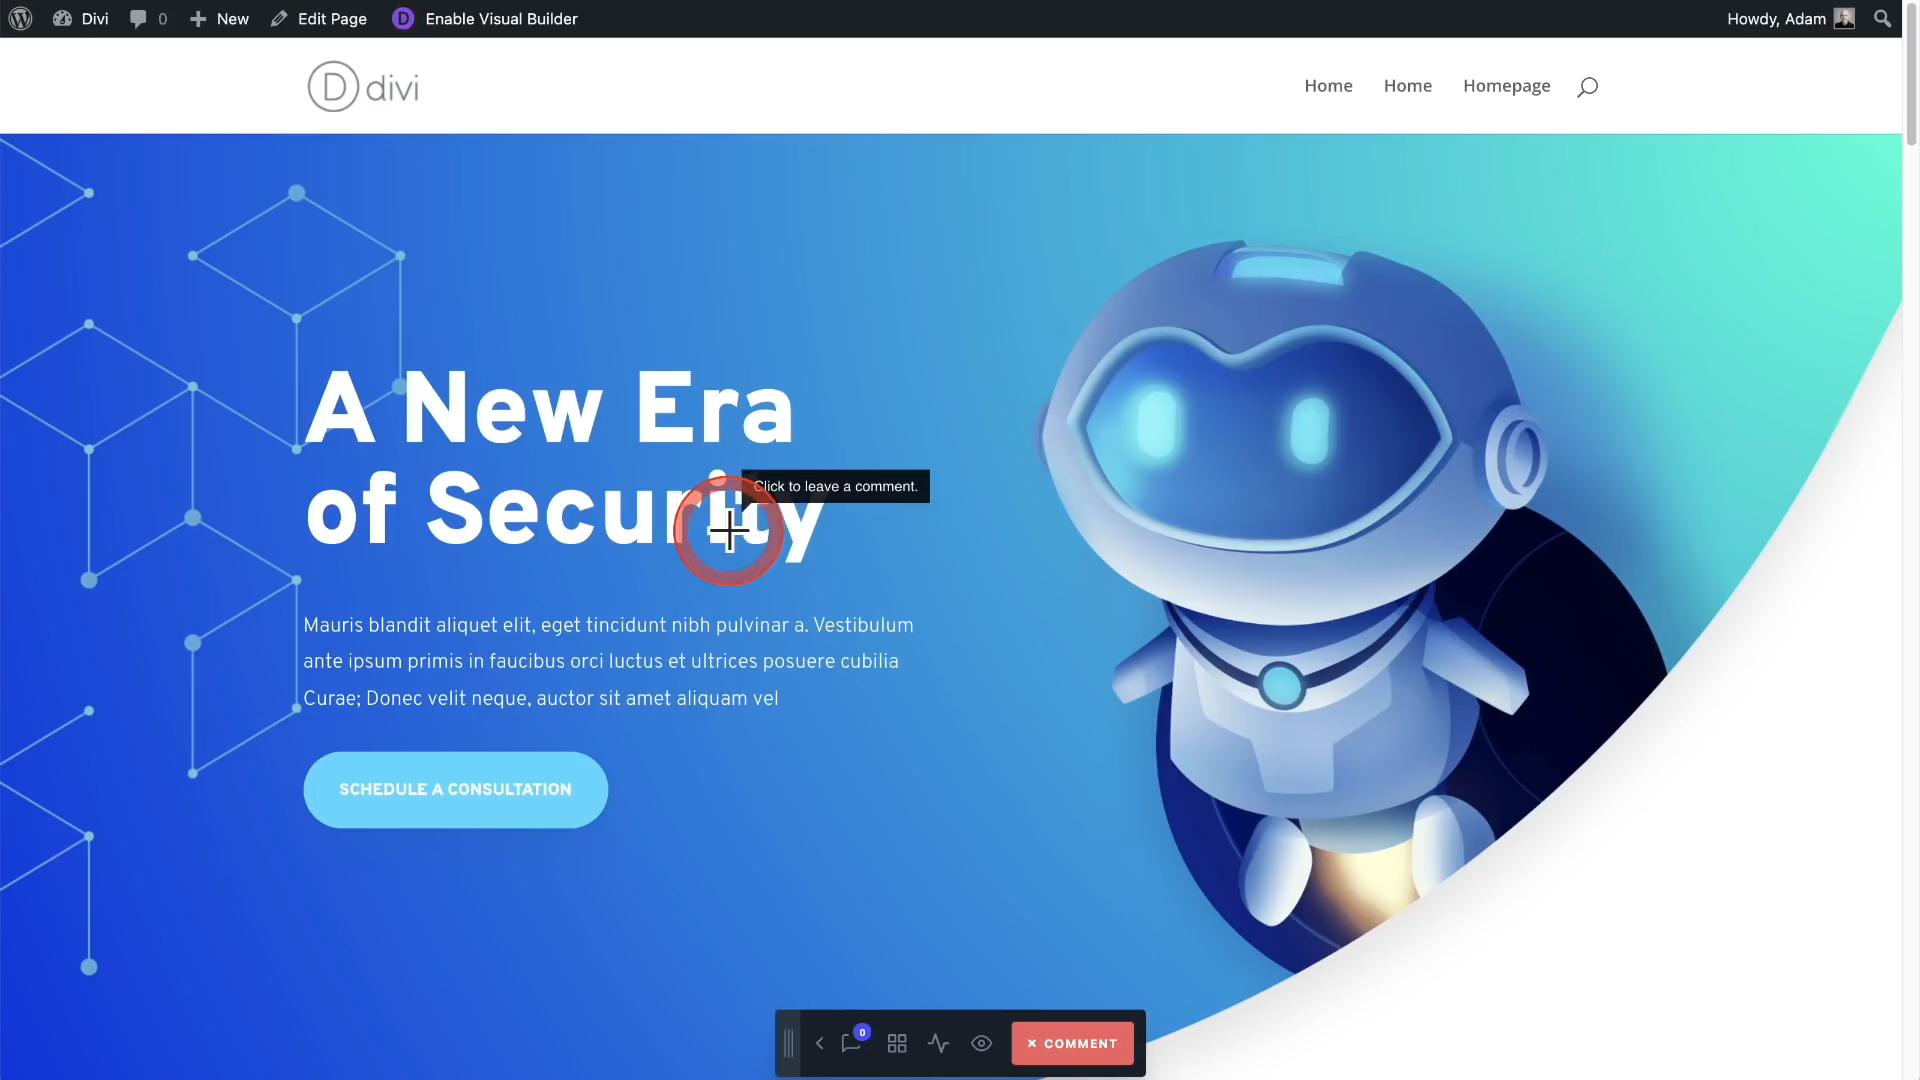 Divi
0
New
Edit Page
D
Enable Visual Builder
Howdy, Adam
D divi
Home
Home
Homepage
A New Era
of Security
Click to leave a comment.
Mauris blandit aliquet elit, eget tincidunt nibh pulvinar a. Vestibulum
ante ipsum primis in faucibus orci luctus et ultrices posuere cubilia
Curae; Donec velit neque, auctor sit amet aliquam vel
SCHEDULE A CONSULTATION
0
× COMMENT